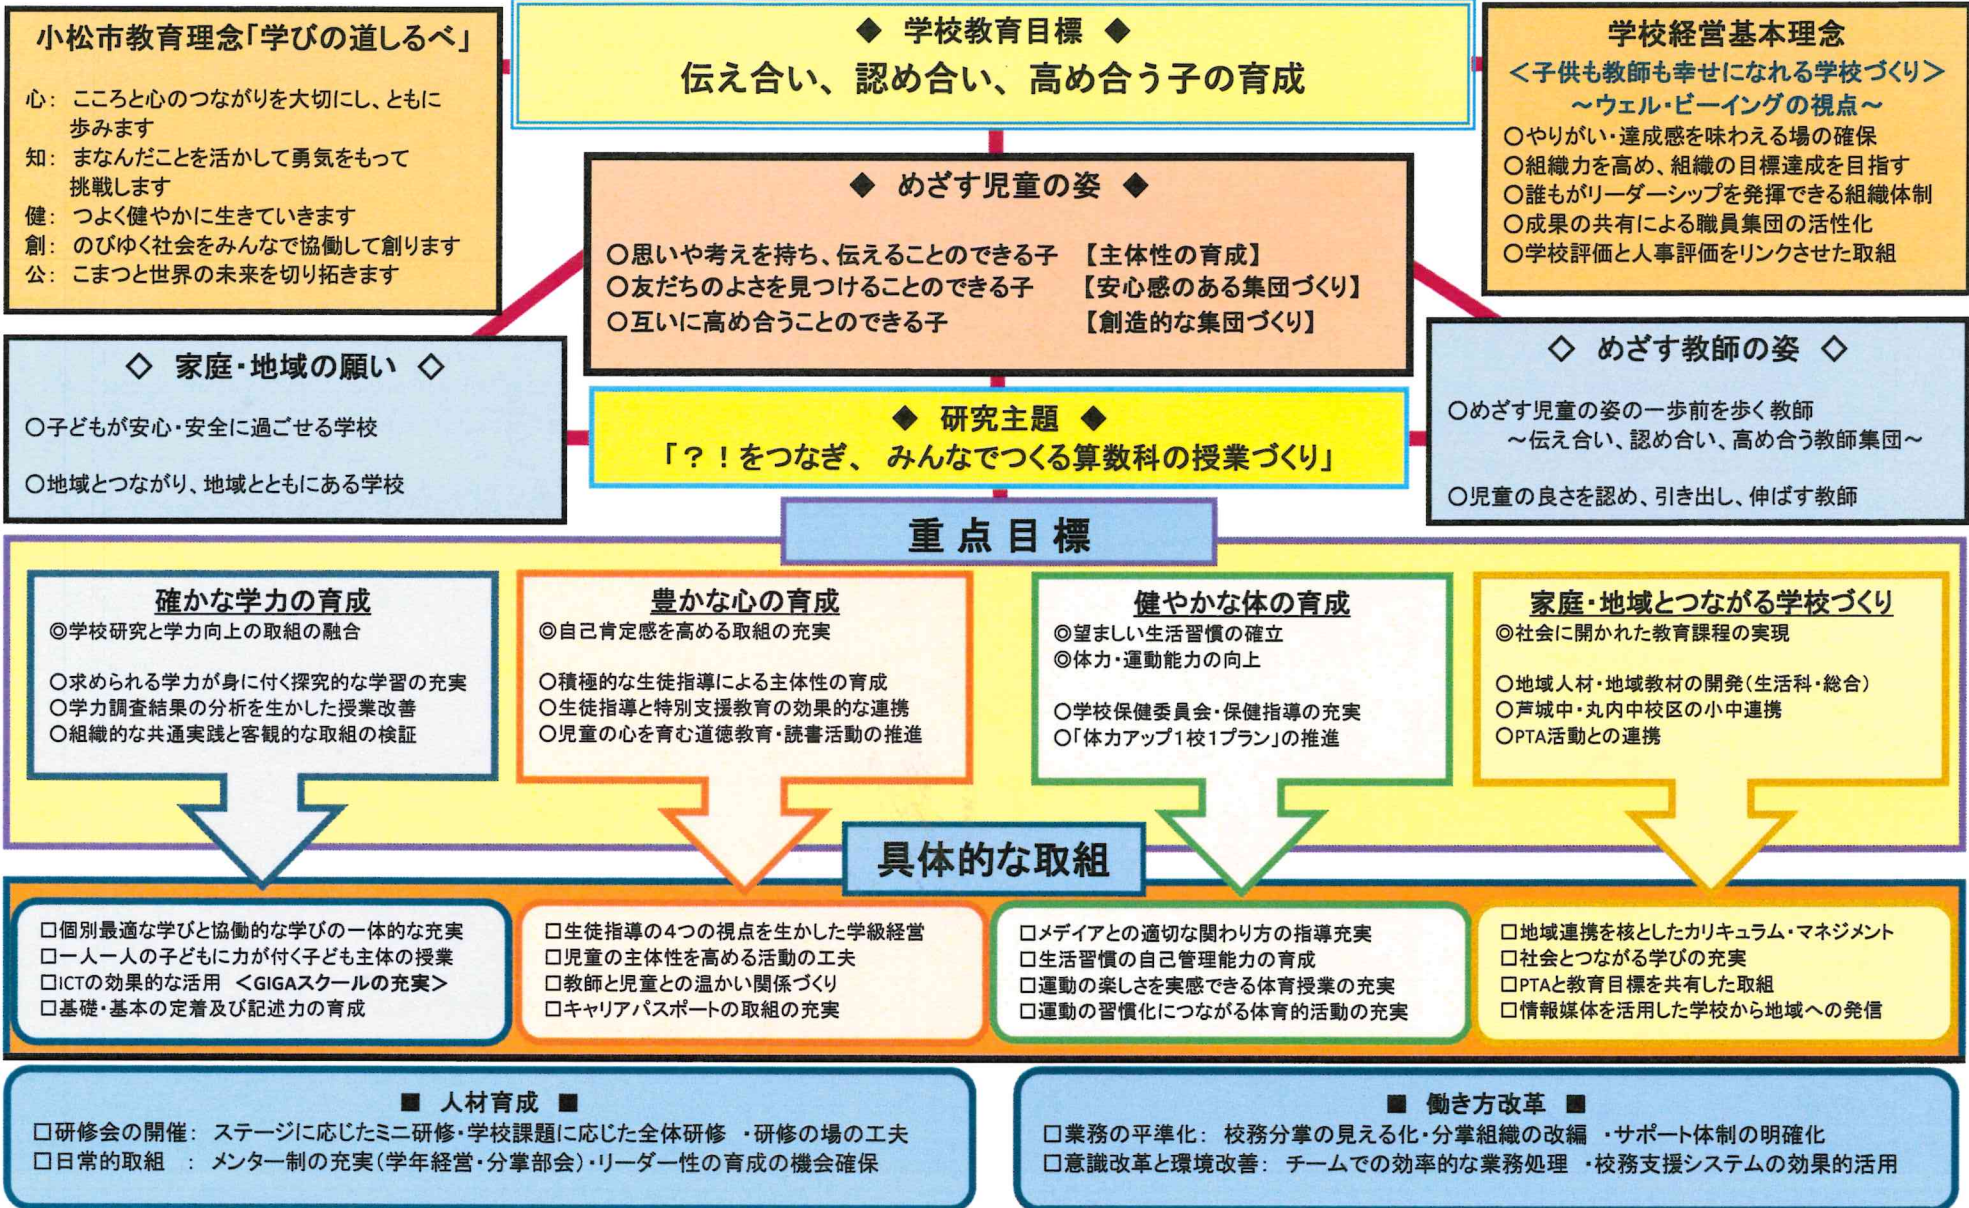 小松市教育理念「学びの道しるべ」
心： こころと心のつながりを大切にし、ともに
歩みます
知： まなんだことを活かして勇気をもって
挑戦します
健： つよく健やかに生きていきます
創： のびゆく社会をみんなで協働して創ります
公： こまつと世界の未来を切り拓きます
◆ 学校教育目標 ◆
伝え合い、認め合い、高め合う子の育成
学校経営基本理念
＜子供も教師も幸せになれる学校づくり＞
～ウェル・ビーイングの視点～
○やりがい・達成感を味わえる場の確保
○組織力を高め、組織の目標達成を目指す
○誰もがリーダーシップを発揮できる組織体制
○成果の共有による職員集団の活性化
○学校評価と人事評価をリンクさせた取組
◆ めざす児童の姿 ◆
○思いや考えを持ち、伝えることのできる子 【主体性の育成】
○友だちのよさを見つけることのできる子 【安心感のある集団づくり】
○互いに高め合うことのできる子 【創造的な集団づくり】
◇ 家庭・地域の願い ◇
○子どもが安心・安全に過ごせる学校
○地域とつながり、地域とともにある学校
◆ 研究主題 ◆
「？！をつなぎ、 みんなでつくる算数科の授業づくり」
◇ めざす教師の姿 ◇
○めざす児童の姿の一歩前を歩く教師
～伝え合い、認め合い、高め合う教師集団～
○児童の良さを認め、引き出し、伸ばす教師
重点目標
確かな学力の育成
◎学校研究と学力向上の取組の融合
○求められる学力が身に付く探究的な学習の充実
○学力調査結果の分析を生かした授業改善
○組織的な共通実践と客観的な取組の検証
豊かな心の育成
◎自己肯定感を高める取組の充実
○積極的な生徒指導による主体性の育成
○生徒指導と特別支援教育の効果的な連携
○児童の心を育む道徳教育・読書活動の推進
健やかな体の育成
◎望ましい生活習慣の確立
◎体力・運動能力の向上
○学校保健委員会・保健指導の充実
○「体力アップ1校1プラン」の推進
家庭・地域とつながる学校づくり
◎社会に開かれた教育課程の実現
○地域人材・地域教材の開発（生活科・総合）
○芦城中・丸内中校区の小中連携
○PTA活動との連携
具体的な取組
□個別最適な学びと協働的な学びの一体的な充実
□一人一人の子どもに力が付く子ども主体の授業
□ICTの効果的な活用 ＜GIGAスクールの充実＞
□基礎・基本の定着及び記述力の育成
□生徒指導の４つの視点を生かした学級経営
□児童の主体性を高める活動の工夫
□教師と児童との温かい関係づくり
□キャリアパスポートの取組の充実
□メデイアとの適切な関わり方の指導充実
□生活習慣の自己管理能力の育成
□運動の楽しさを実感できる体育授業の充実
□運動の習慣化につながる体育的活動の充実
□地域連携を核としたカリキュラム・マネジメント
□社会とつながる学びの充実
□PTAと教育目標を共有した取組
□情報媒体を活用した学校から地域への発信
■ 人材育成 ■
□研修会の開催： ステージに応じたミニ研修・学校課題に応じた全体研修 ・研修の場の工夫
□日常的取組 ： メンター制の充実（学年経営・分掌部会）・リーダー性の育成の機会確保
■ 働き方改革 ■
□業務の平準化： 校務分掌の見える化・分掌組織の改編 ・サポート体制の明確化
□意識改革と環境改善： チームでの効率的な業務処理 ・校務支援システムの効果的活用